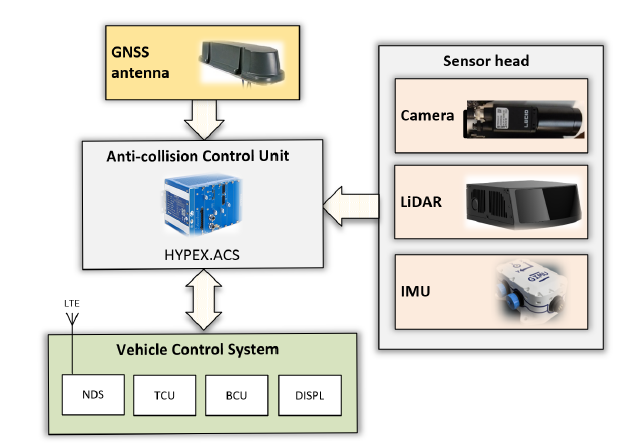 GNSS
antenna
Sensor head
Camera
Anti-collision Control Unit
LiDAR
HYPEX.ACS
IMU
LTE
Vehicle Control System
NDS
TCU
BCU
DISPL